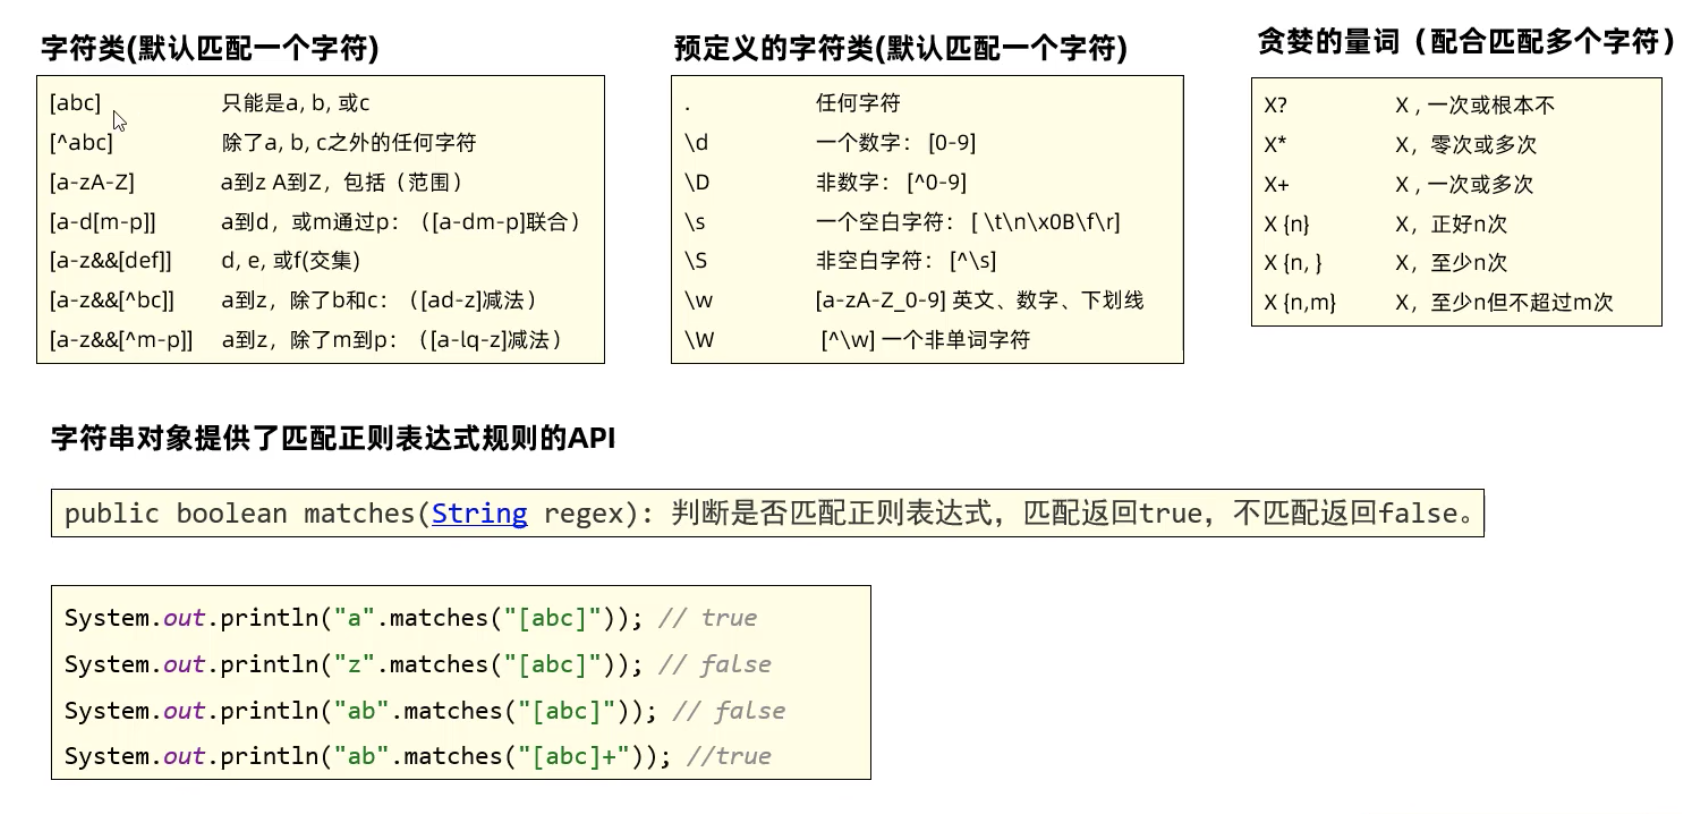 字符类(默认匹配一个字符)
[abc] 只能是a, b, 或c
[^abc] 除了a, b, c之外的任何字符
[a-zA-Z] a到z A到Z，包括（范围）
[a-d[m-p]] a到d，或m通过p：（[a-dm-p]联合）
[a-z&&[def]] d, e, 或f(交集)
[a-z&&[^bc]] a到z，除了b和c：（[ad-z]减法）
[a-z&&[^m-p]] a到z，除了m到p：（[a-lq-z]减法）
预定义的字符类(默认匹配一个字符)
. 任何字符
\d 一个数字： [0-9]
\D 非数字： [^0-9]
\s 一个空白字符： [ \t\n\x0B\f\r]
\S 非空白字符： [^\s]
\w [a-zA-Z_0-9] 英文、数字、下划线
\W [^\w] 一个非单词字符
贪婪的量词（配合匹配多个字符）
X? X , 一次或根本不
X* X，零次或多次
X+ X , 一次或多次
X {n} X，正好n次
X {n, } X，至少n次
X {n,m} X，至少n但不超过m次
字符串对象提供了匹配正则表达式规则的API
public boolean matches(String regex): 判断是否匹配正则表达式，匹配返回true，不匹配返回false。
System.out.println("a".matches("[abc]")); // true
System.out.println("z".matches("[abc]")); // false
System.out.println("ab".matches("[abc]")); // false
System.out.println("ab".matches("[abc]+")); //true